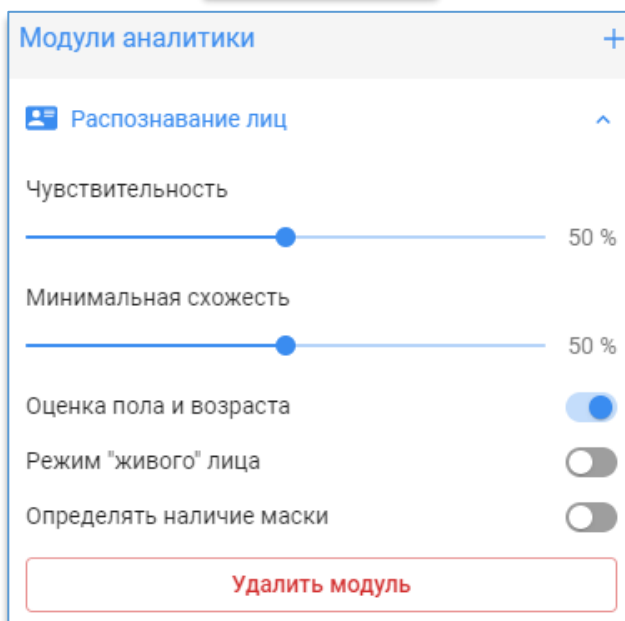 Модули аналитики +
Распознавание лиц
Чувствительность
50 %
Минимальная схожесть
50 %
Оценка пола и возраста
Режим "живого" лица
Определять наличие маски
Удалить модуль